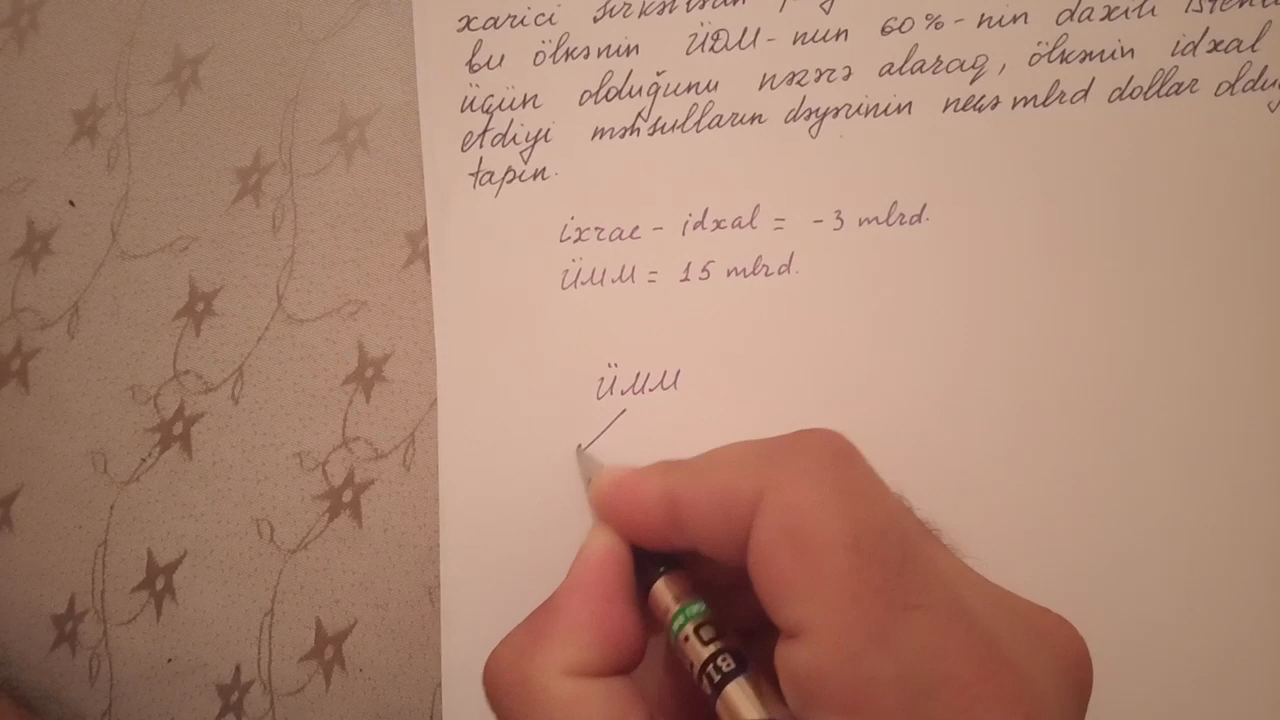 xarici
bu ölkənin ÜDM-nun 60%-nin daxili
üçün olduğunu nəzərə alaraq, ölkənin idxal
etdiyi məhsulların dəyərinin neçə mlrd dollar
tapın.
ixrac - idxal = -3 mlrd.
ÜMM = 15 mlrd.
ÜMM